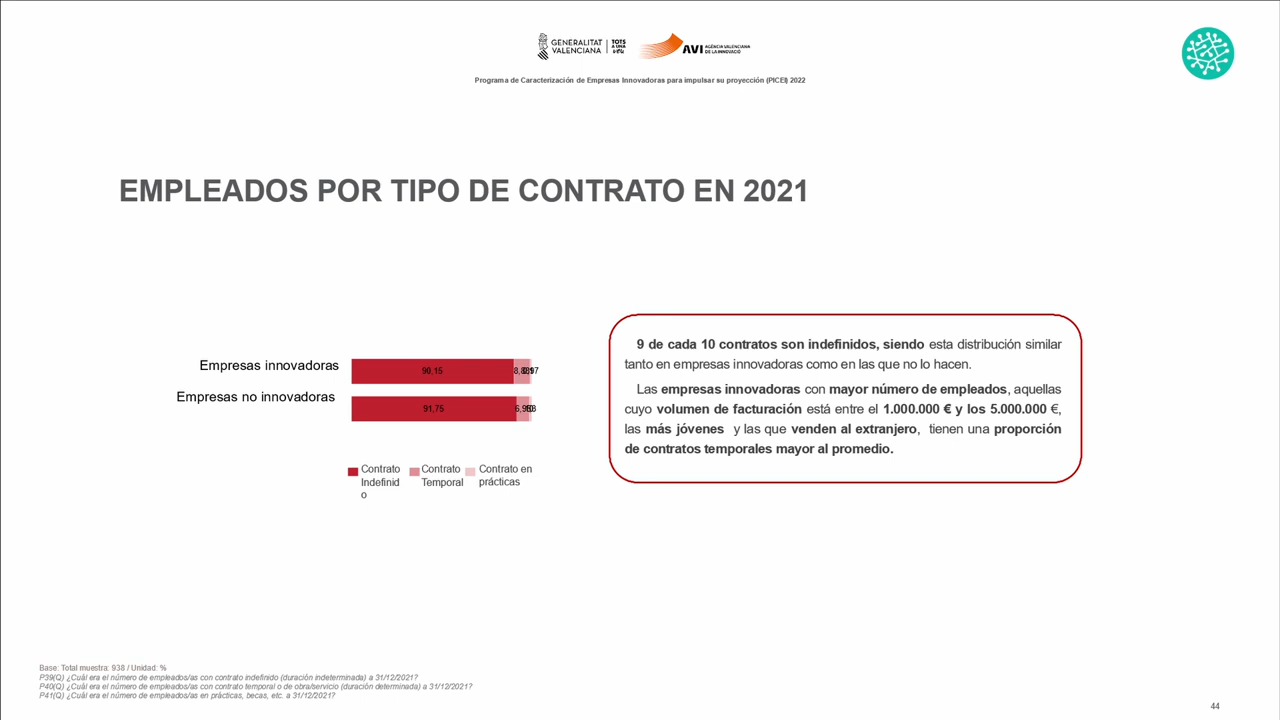 GENERALITAT
VALENCIANA
TOTS
A UNA
veu
AVI
AGÈNCIA VALENCIANA
DE LA INNOVACIÓ
Programa de Caracterización de Empresas Innovadoras para impulsar su proyección (PICEI) 2022
EMPLEADOS POR TIPO DE CONTRATO EN 2021
Empresas innovadoras
90,15
Empresas no innovadoras
91,75
Contrato
Indefinid
o
Contrato
Temporal
Contrato en
prácticas
9 de cada 10 contratos son indefinidos, siendo esta distribución similar
tanto en empresas innovadoras como en las que no lo hacen.
Las empresas innovadoras con mayor número de empleados, aquellas
cuyo volumen de facturación está entre el 1.000.000 € y los 5.000.000 €,
las más jóvenes y las que venden al extranjero, tienen una proporción
de contratos temporales mayor al promedio.
Base: Total muestra: 938 / Unidad: %
P39(Q) ¿Cuál era el número de empleados/as con contrato indefinido (duración indeterminada) a 31/12/2021?
P40(Q) ¿Cuál era el número de empleados/as con contrato temporal o de obra/servicio (duración determinada) a 31/12/2021?
P41(Q) ¿Cuál era el número de empleados/as en prácticas, becas, etc. a 31/12/2021?
44